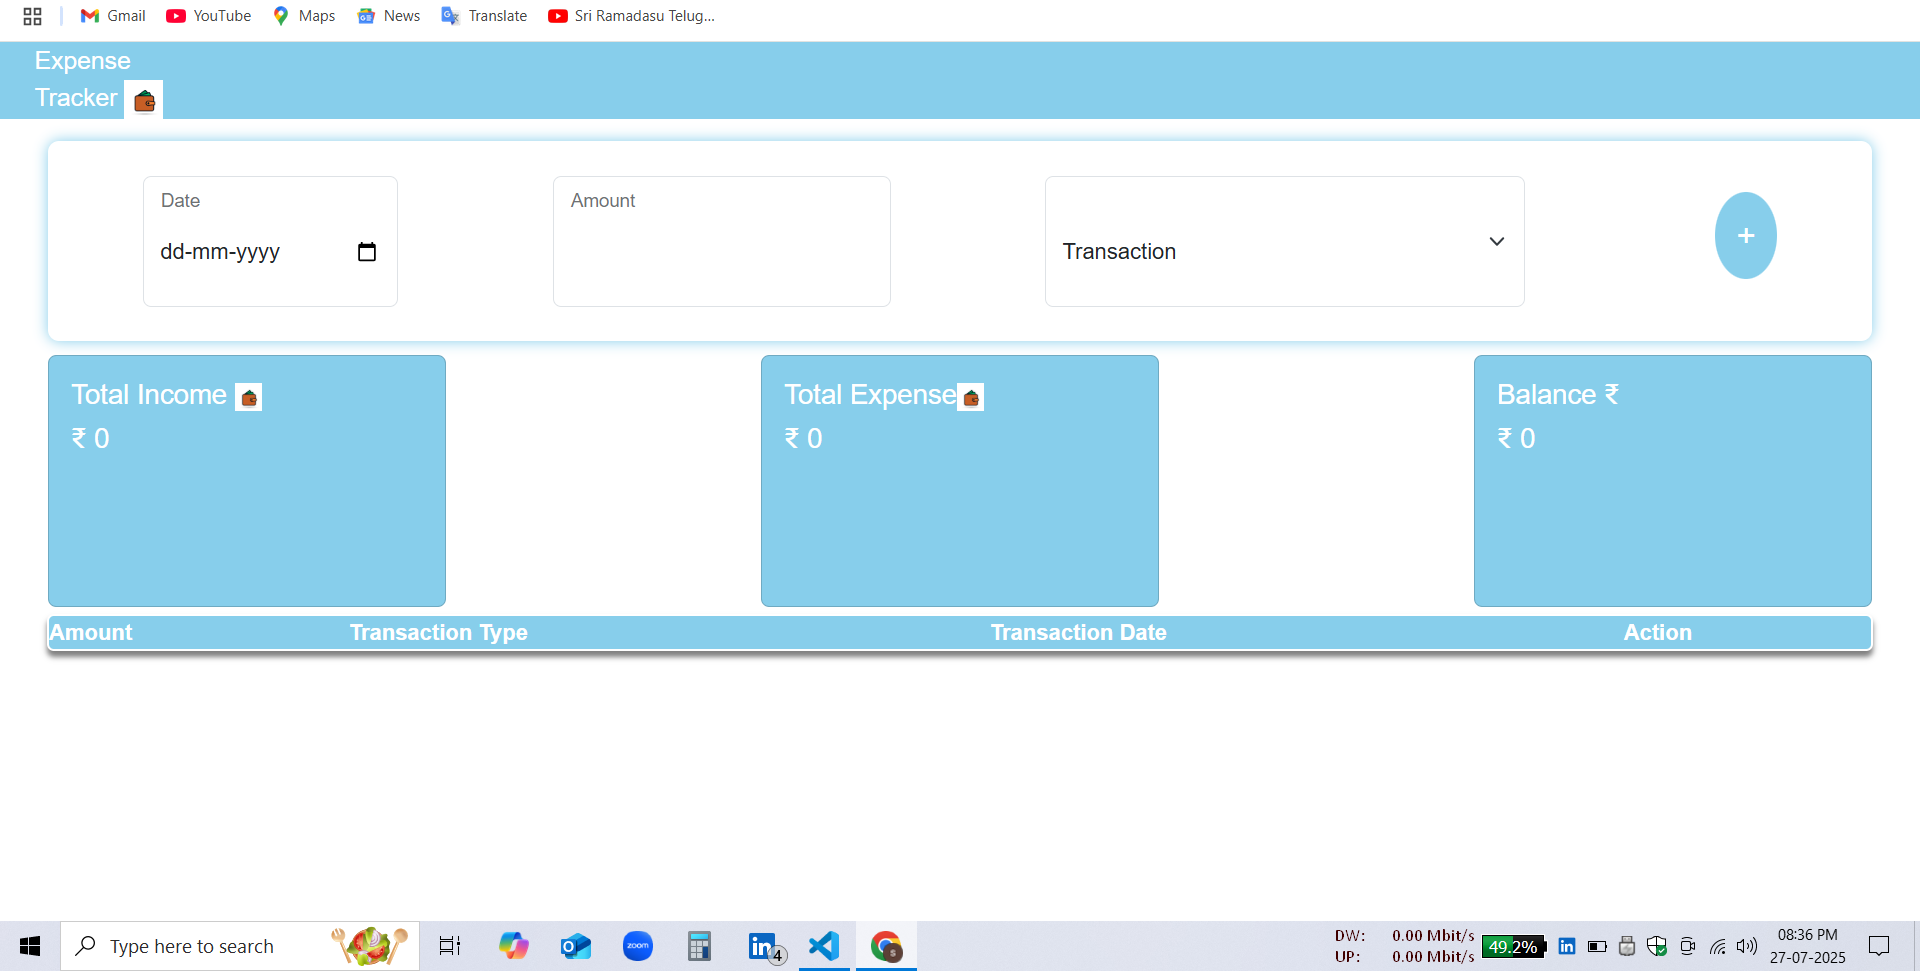 Gmail YouTube Maps News Translate Sri Ramadasu Telug...
Expense
Tracker
Date
dd-mm-yyyy
Amount
Transaction
+
Total Income
₹ 0
Total Expense
₹ 0
Balance ₹
₹ 0
Amount Transaction Type Transaction Date Action
Type here to search
zoom
4
s
DW: 0.00 Mbit/s
UP: 0.00 Mbit/s
49.2%
08:36 PM
27-07-2025